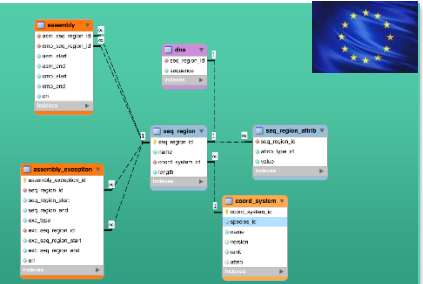 assembly
asm_seq_region_id
cmp_seq_region_id
asm_start
asm_end
cmp_start
cmp_end
ori
Indexes
dna
seq_region_id
sequence
Indexes
seq_region
seq_region_id
name
coord_system_id
length
Indexes
seq_region_attrib
seq_region_id
attrib_type_id
value
Indexes
assembly_exception
assembly_exception_id
seq_region_id
seq_region_start
seq_region_end
exc_type
exc_seq_region_id
exc_seq_region_start
exc_seq_region_end
ori
Indexes
coord_system
coord_system_id
species_id
name
version
rank
attrib
Indexes